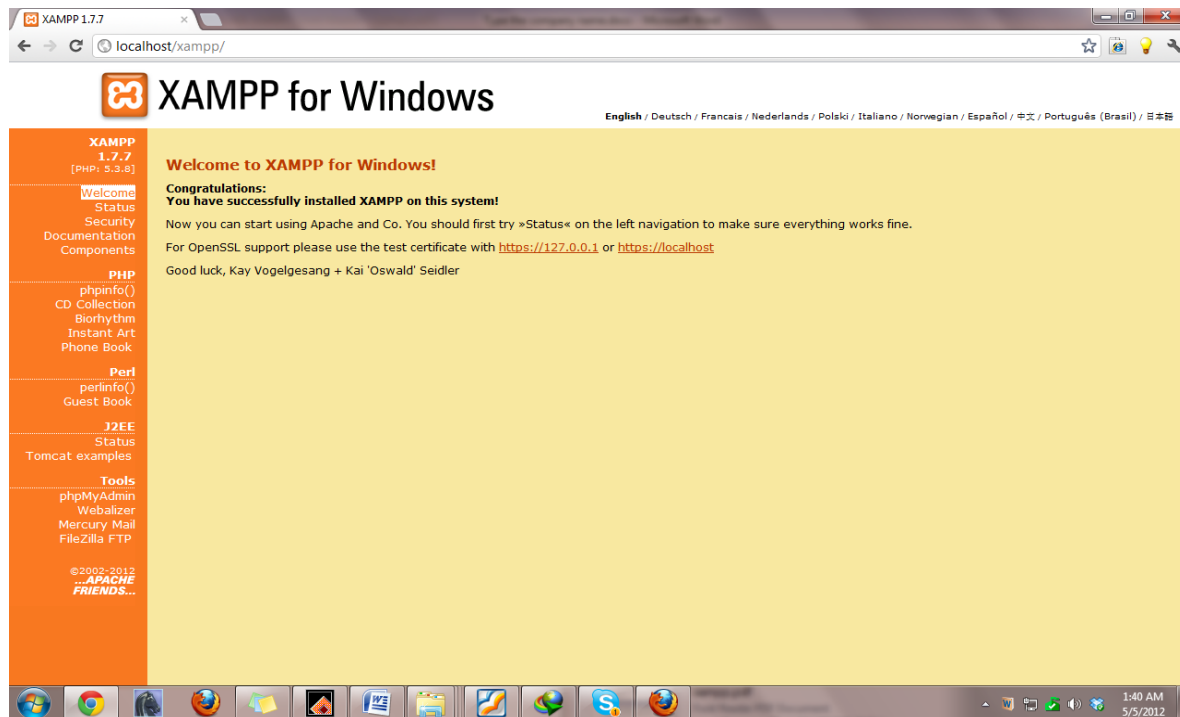 XAMPP 1.7.7
localhost/xampp/
XAMPP for Windows
English / Deutsch / Francais / Nederlands / Polski / Italiano / Norwegian / Español / 中文 / Português (Brasil) / 日本語
XAMPP
1.7.7
[PHP: 5.3.8]
Welcome
Status
Security
Documentation
Components
PHP
phpinfo()
CD Collection
Biorhythm
Instant Art
Phone Book
Perl
perlinfo()
Guest Book
J2EE
Status
Tomcat examples
Tools
phpMyAdmin
Webalizer
Mercury Mail
FileZilla FTP
©2002-2012
...APACHE
FRIENDS...
Welcome to XAMPP for Windows!
Congratulations:
You have successfully installed XAMPP on this system!
Now you can start using Apache and Co. You should first try »Status« on the left navigation to make sure everything works fine.
For OpenSSL support please use the test certificate with https://127.0.0.1 or https://localhost
Good luck, Kay Vogelgesang + Kai 'Oswald' Seidler
1:40 AM
5/5/2012